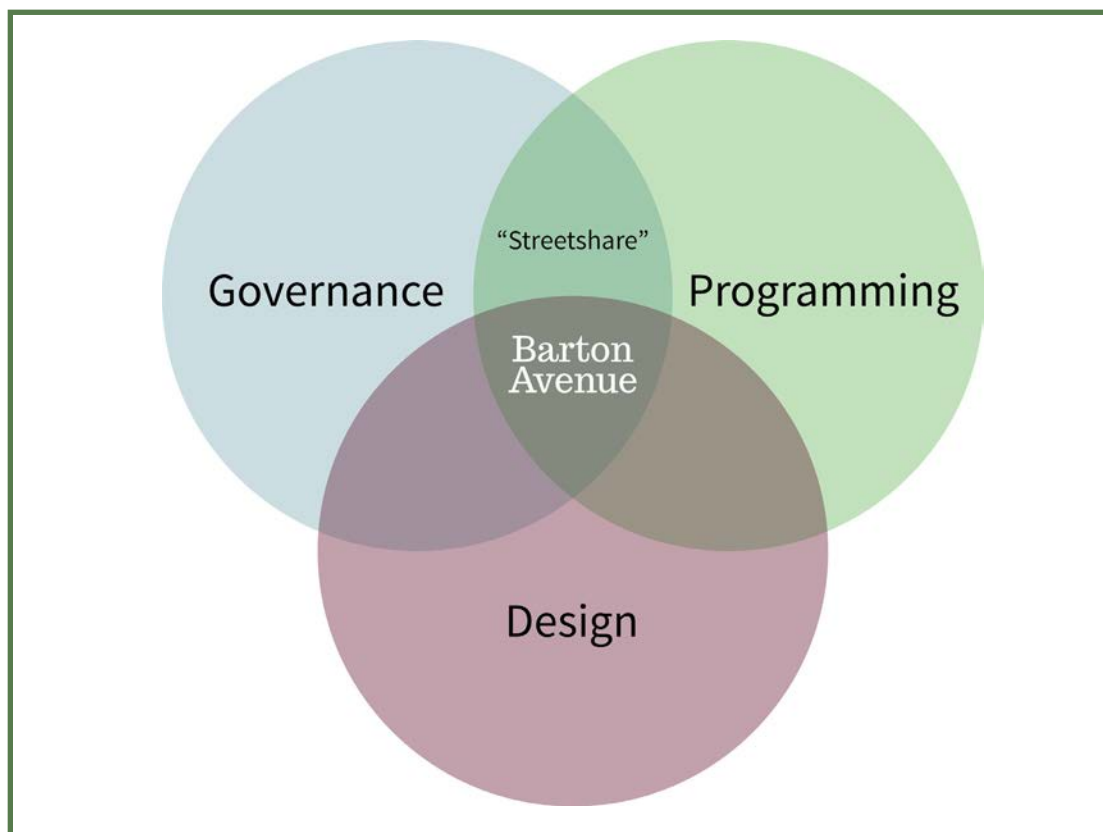 “Streetshare”
Governance
Programming
Barton
Avenue
Design